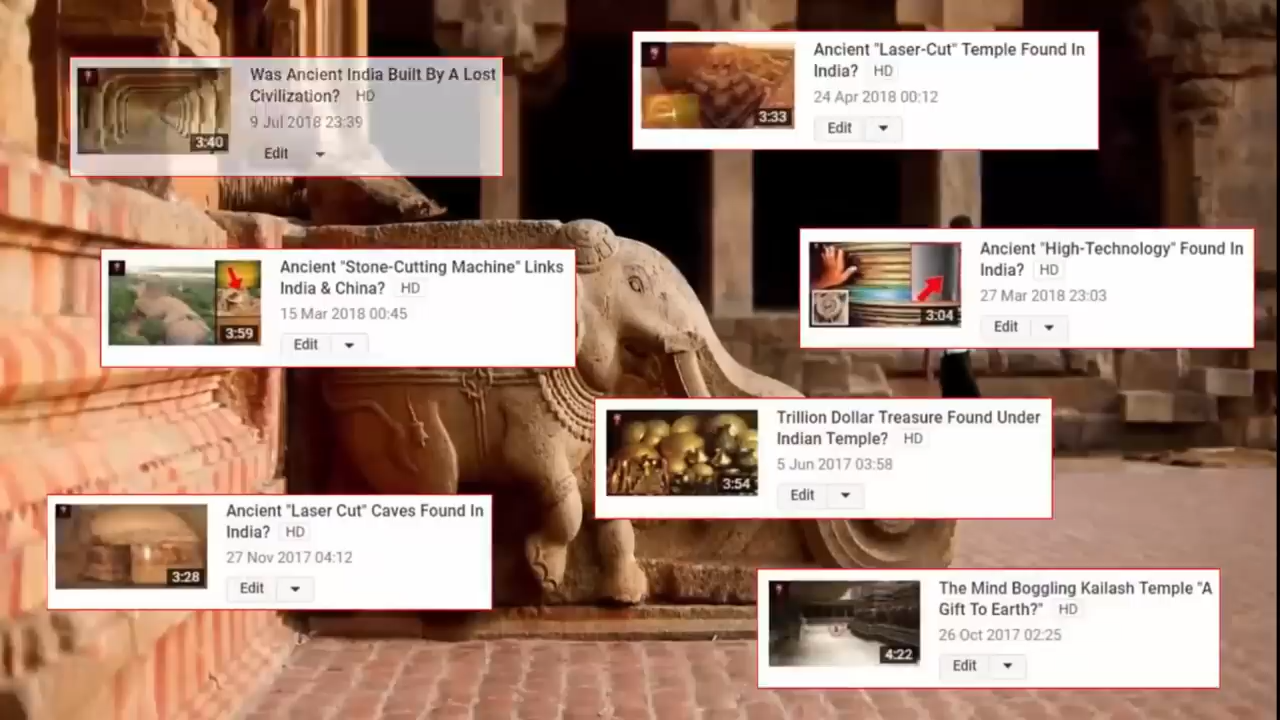 Was Ancient India Built By A Lost
Civilization? HD
9 Jul 2018 23:39
3:40
Edit
Ancient "Laser-Cut" Temple Found In
India? HD
24 Apr 2018 00:12
3:33
Edit
Ancient "Stone-Cutting Machine" Links
India & China? HD
15 Mar 2018 00:45
3:59
Edit
Ancient "High-Technology" Found In
India? HD
27 Mar 2018 23:03
3:04
Edit
Trillion Dollar Treasure Found Under
Indian Temple? HD
5 Jun 2017 03:58
3:54
Edit
Ancient "Laser Cut" Caves Found In
India? HD
27 Nov 2017 04:12
3:28
Edit
The Mind Boggling Kailash Temple "A
Gift To Earth?" HD
26 Oct 2017 02:25
4:22
Edit